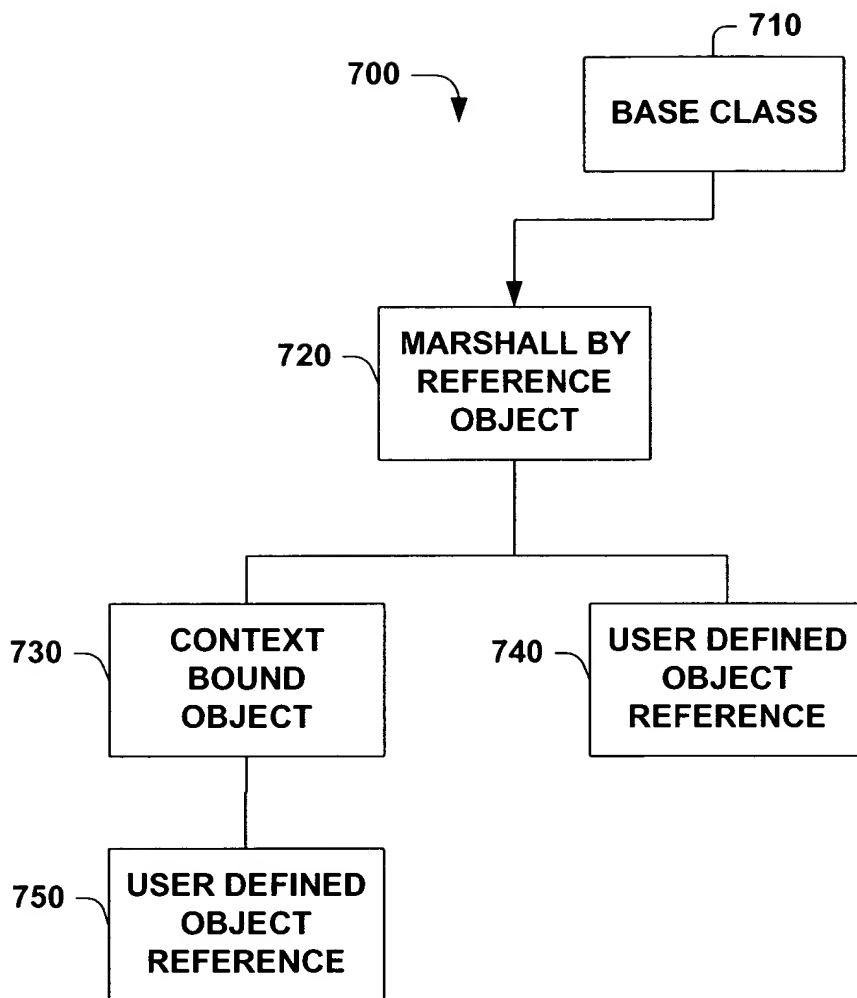 710
700
BASE CLASS
720
MARSHALL BY
REFERENCE
OBJECT
730
CONTEXT
BOUND
OBJECT
740
USER DEFINED
OBJECT
REFERENCE
750
USER DEFINED
OBJECT
REFERENCE